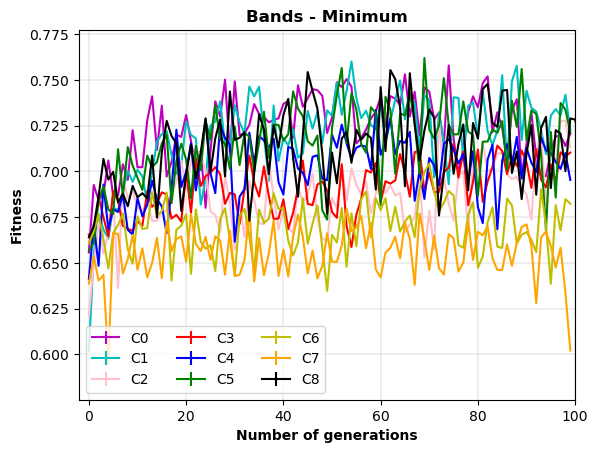 Bands - Minimum
Fitness
0.775
0.750
0.725
0.700
0.675
0.650
0.625
0.600
C0 C3 C6
C1 C4 C7
C2 C5 C8
0 20 40 60 80 100
Number of generations